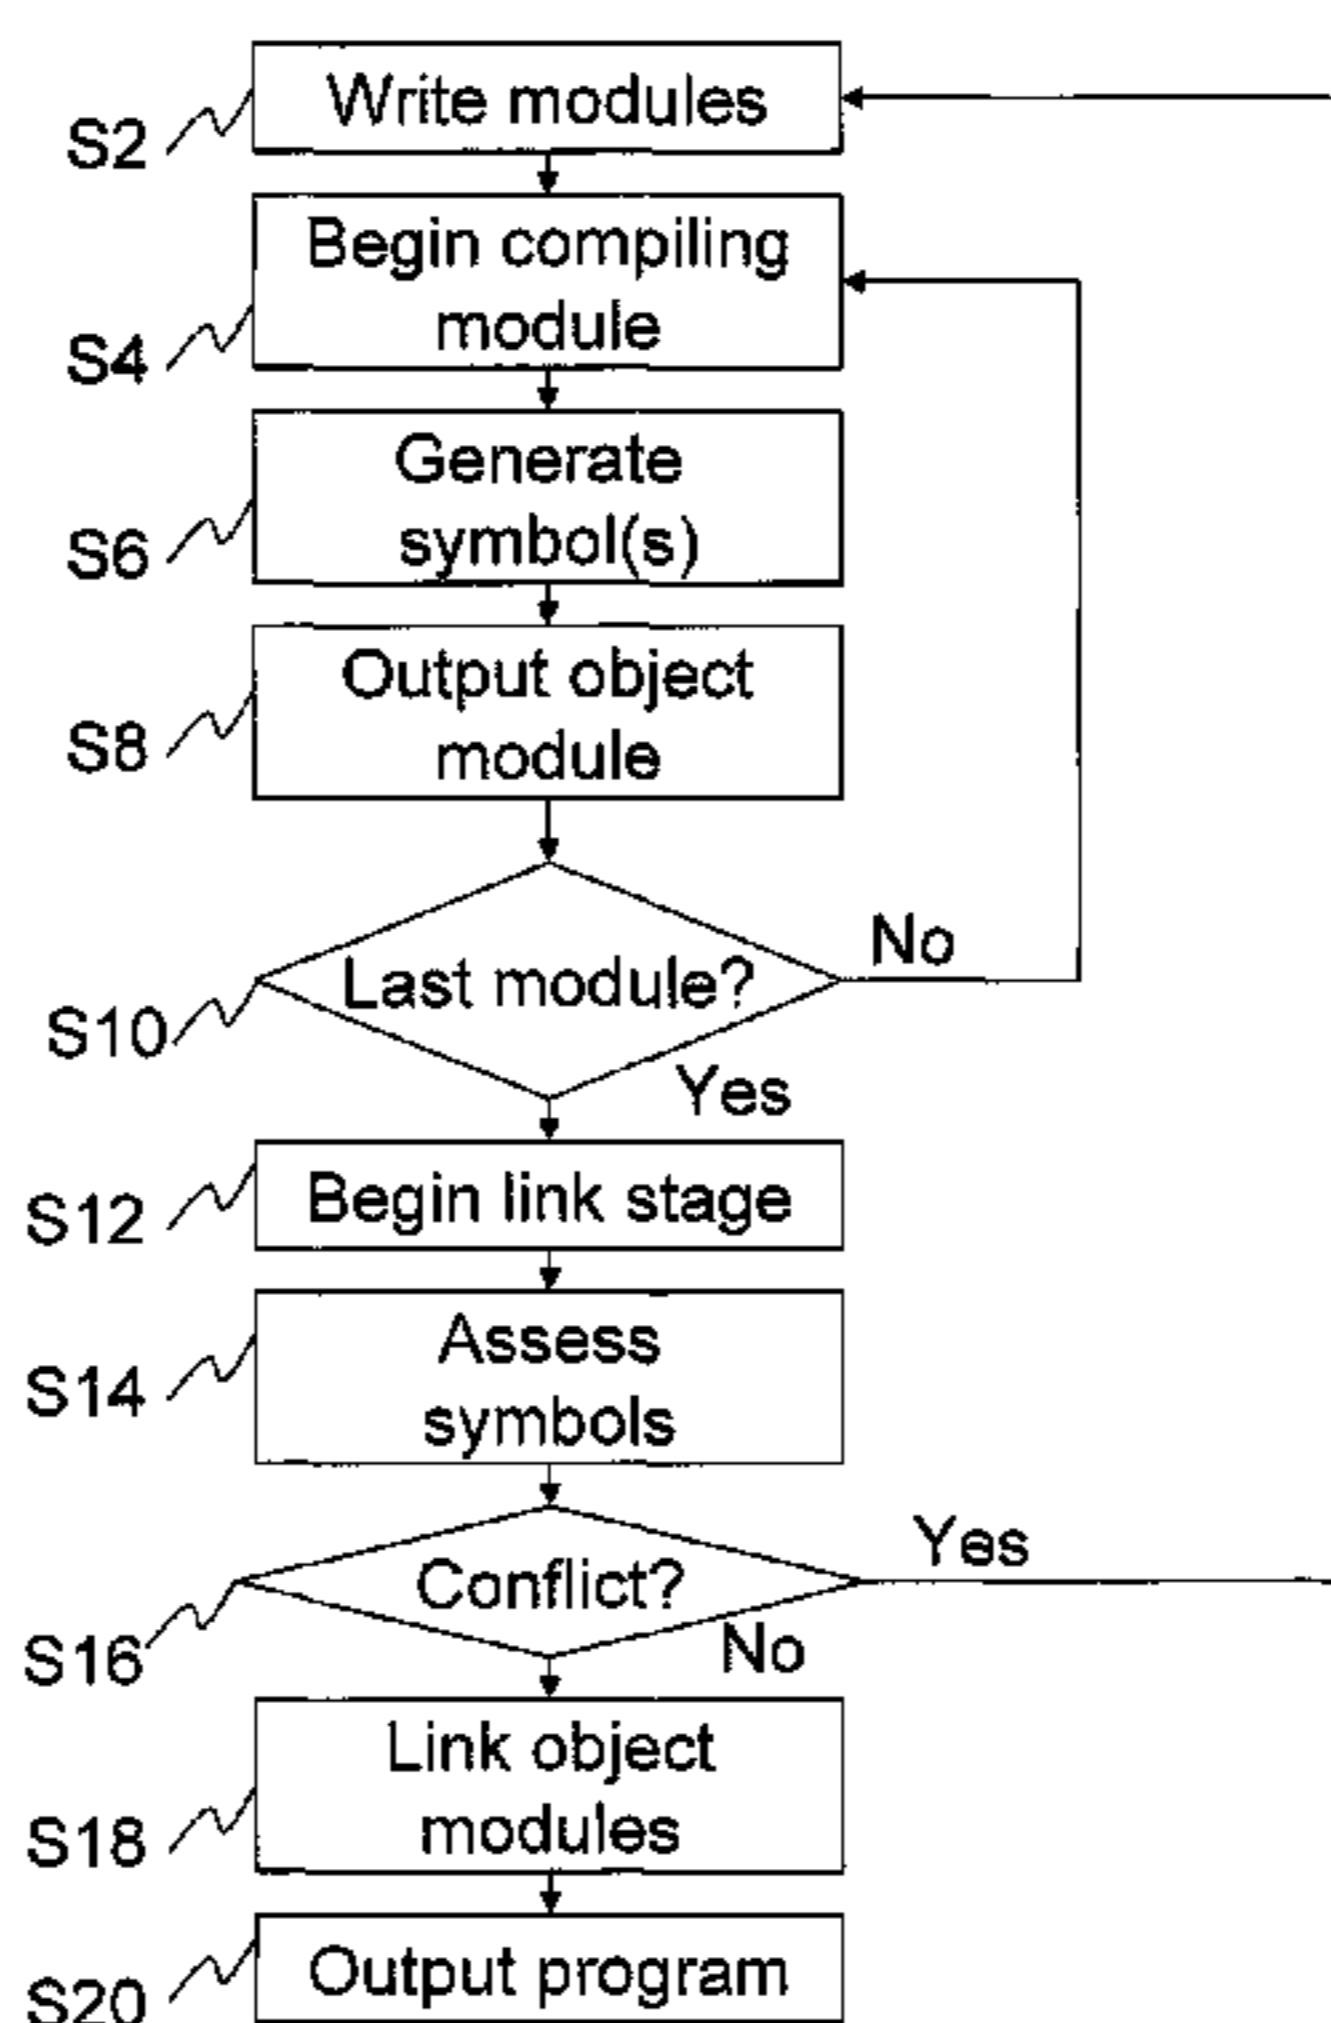 Write modules
S2
Begin compiling
module
S4
Generate
symbol(s)
S6
Output object
module
S8
Last module?
No
S10
Yes
Begin link stage
S12
Assess
symbols
S14
Conflict?
Yes
S16
No
Link object
modules
S18
Output program
S20